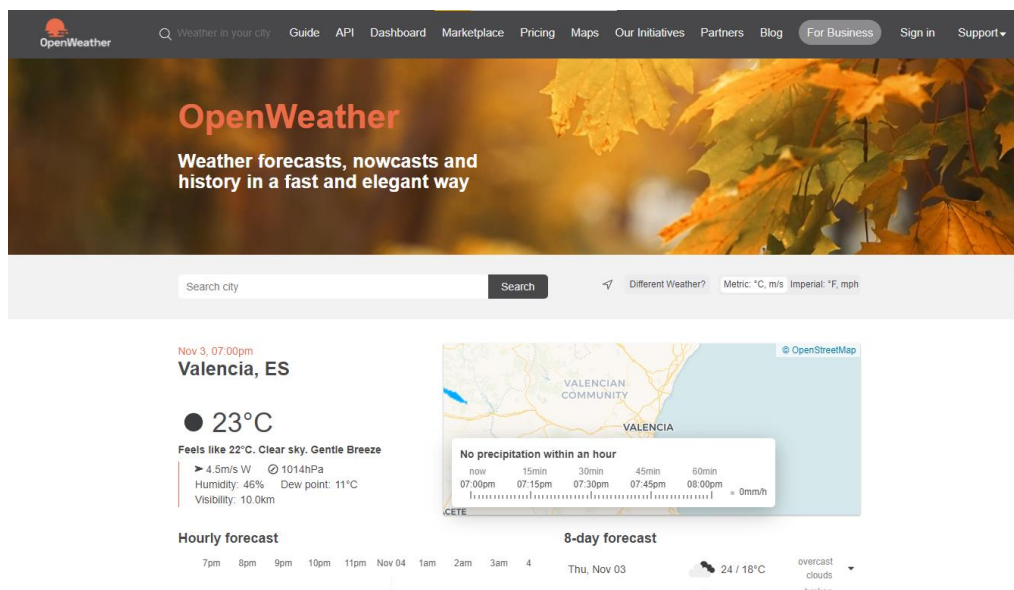 OpenWeather
Weather in your city Guide API Dashboard Marketplace Pricing Maps Our Initiatives Partners Blog For Business Sign in Support
OpenWeather
Weather forecasts, nowcasts and
history in a fast and elegant way
Search city Search Different Weather? Metric: °C, m/s Imperial: °F, mph
Nov 3, 07:00pm
Valencia, ES
23°C
Feels like 22°C. Clear sky. Gentle Breeze
4.5m/s W 1014hPa
Humidity: 46% Dew point: 11°C
Visibility: 10.0km
© OpenStreetMap
VALENCIAN
COMMUNITY
VALENCIA
No precipitation within an hour
now 15min 30min 45min 60min
07:00pm 07:15pm 07:30pm 07:45pm 08:00pm
0mm/h
ACETE
Hourly forecast
7pm 8pm 9pm 10pm 11pm Nov 04 1am 2am 3am 4
8-day forecast
Thu, Nov 03 24 / 18°C overcast
clouds